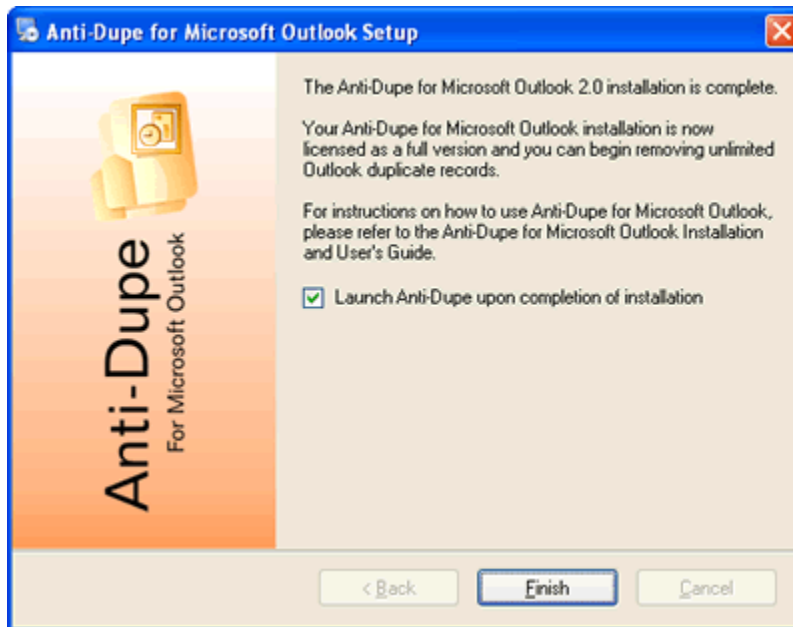 Anti-Dupe for Microsoft Outlook Setup
Anti-Dupe
For Microsoft Outlook
The Anti-Dupe for Microsoft Outlook 2.0 installation is complete.
Your Anti-Dupe for Microsoft Outlook installation is now
licensed as a full version and you can begin removing unlimited
Outlook duplicate records.
For instructions on how to use Anti-Dupe for Microsoft Outlook,
please refer to the Anti-Dupe for Microsoft Outlook Installation
and User's Guide.
Launch Anti-Dupe upon completion of installation
< Back
Finish
Cancel